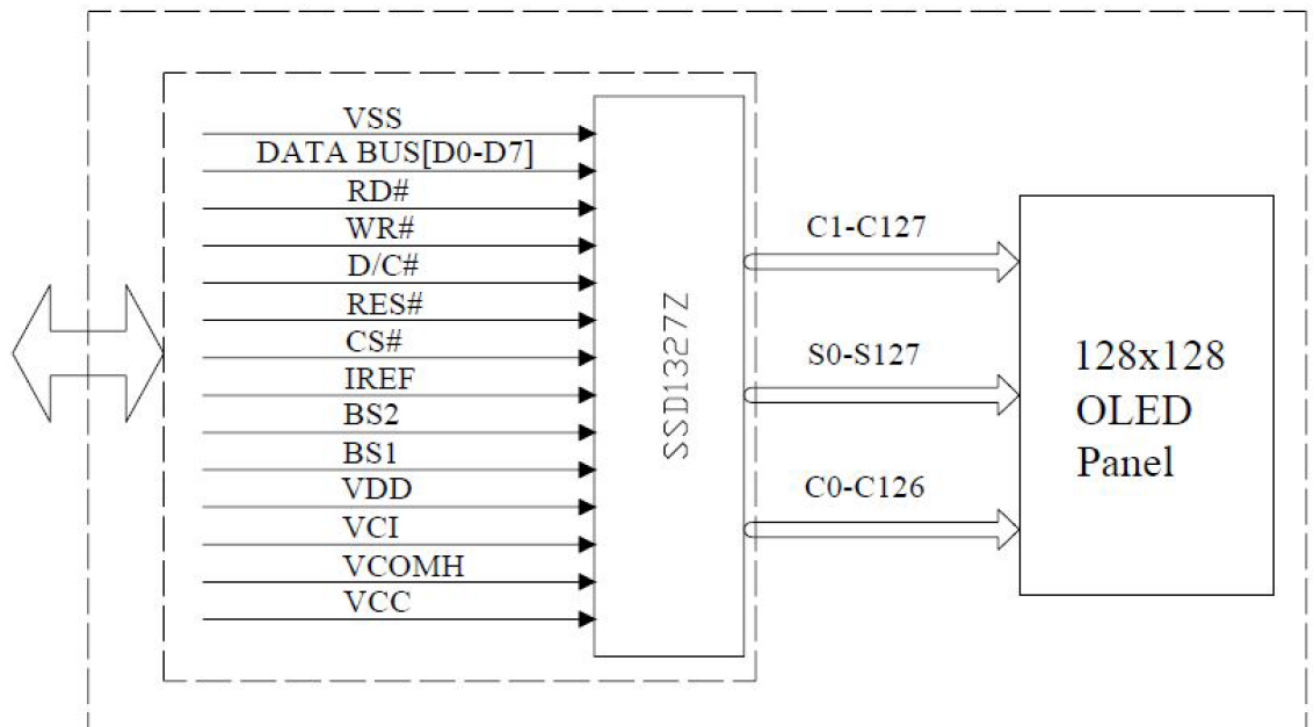 VSS
DATA BUS[D0-D7]
RD#
WR#
D/C#
RES#
CS#
IREF
BS2
BS1
VDD
VCI
VCOMH
VCC
SSD1327Z
C1-C127
S0-S127
C0-C126
128x128
OLED
Panel